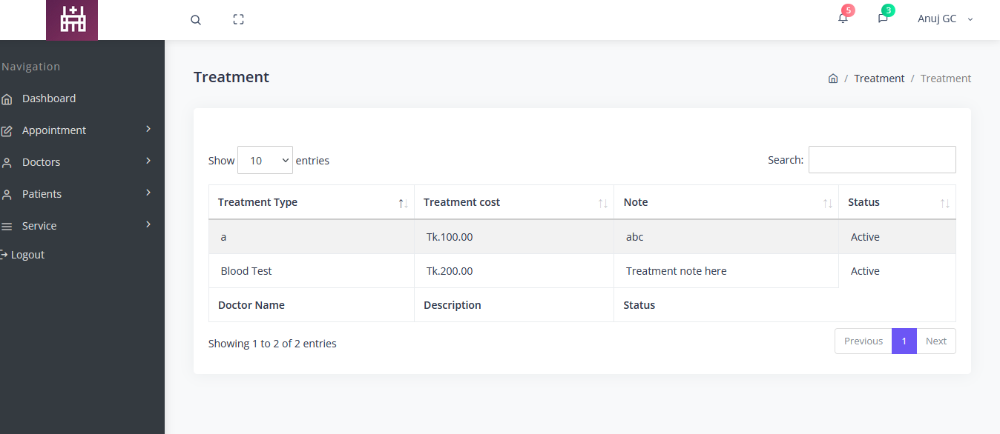 5
3
Anuj GC
Navigation
Treatment
/ Treatment / Treatment
Dashboard
Appointment
Doctors
Patients
Service
Logout
Show 10 entries
Search:
Treatment Type Treatment cost Note Status
a Tk.100.00 abc Active
Blood Test Tk.200.00 Treatment note here Active
Doctor Name Description Status
Showing 1 to 2 of 2 entries
Previous 1 Next